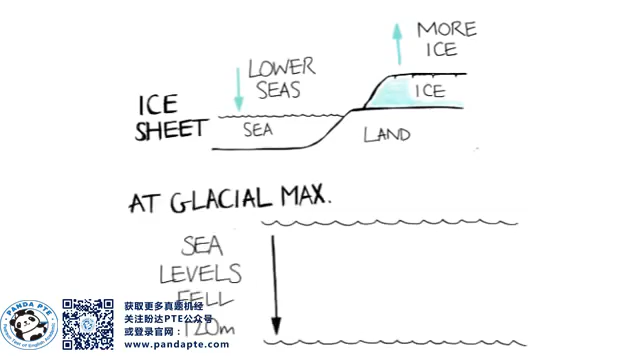 MORE
ICE
LOWER
SEAS
ICE
ICE
SHEET
SEA
LAND
AT GLACIAL MAX.
SEA
LEVELS
FELL
120m
PANDA PTE
获取更多真题机经
关注盼达PTE公众号
或登录官网:
www.pandapte.com